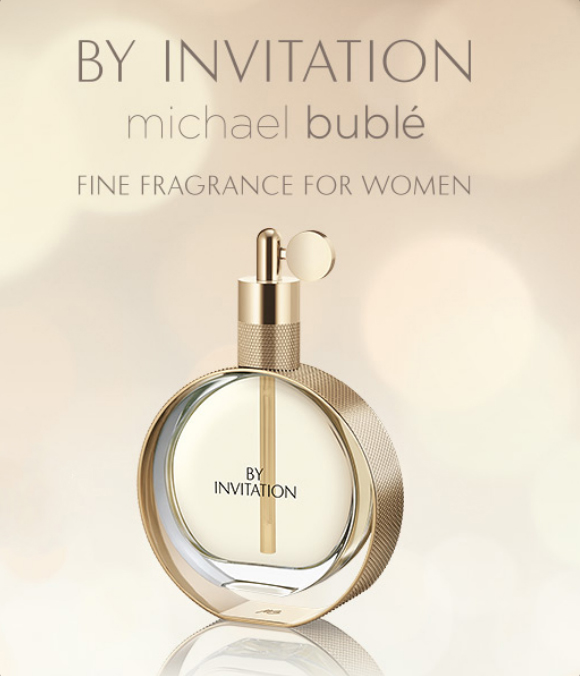 BY INVITATION
michael bublé
FINE FRAGRANCE FOR WOMEN
BY
INVITATION